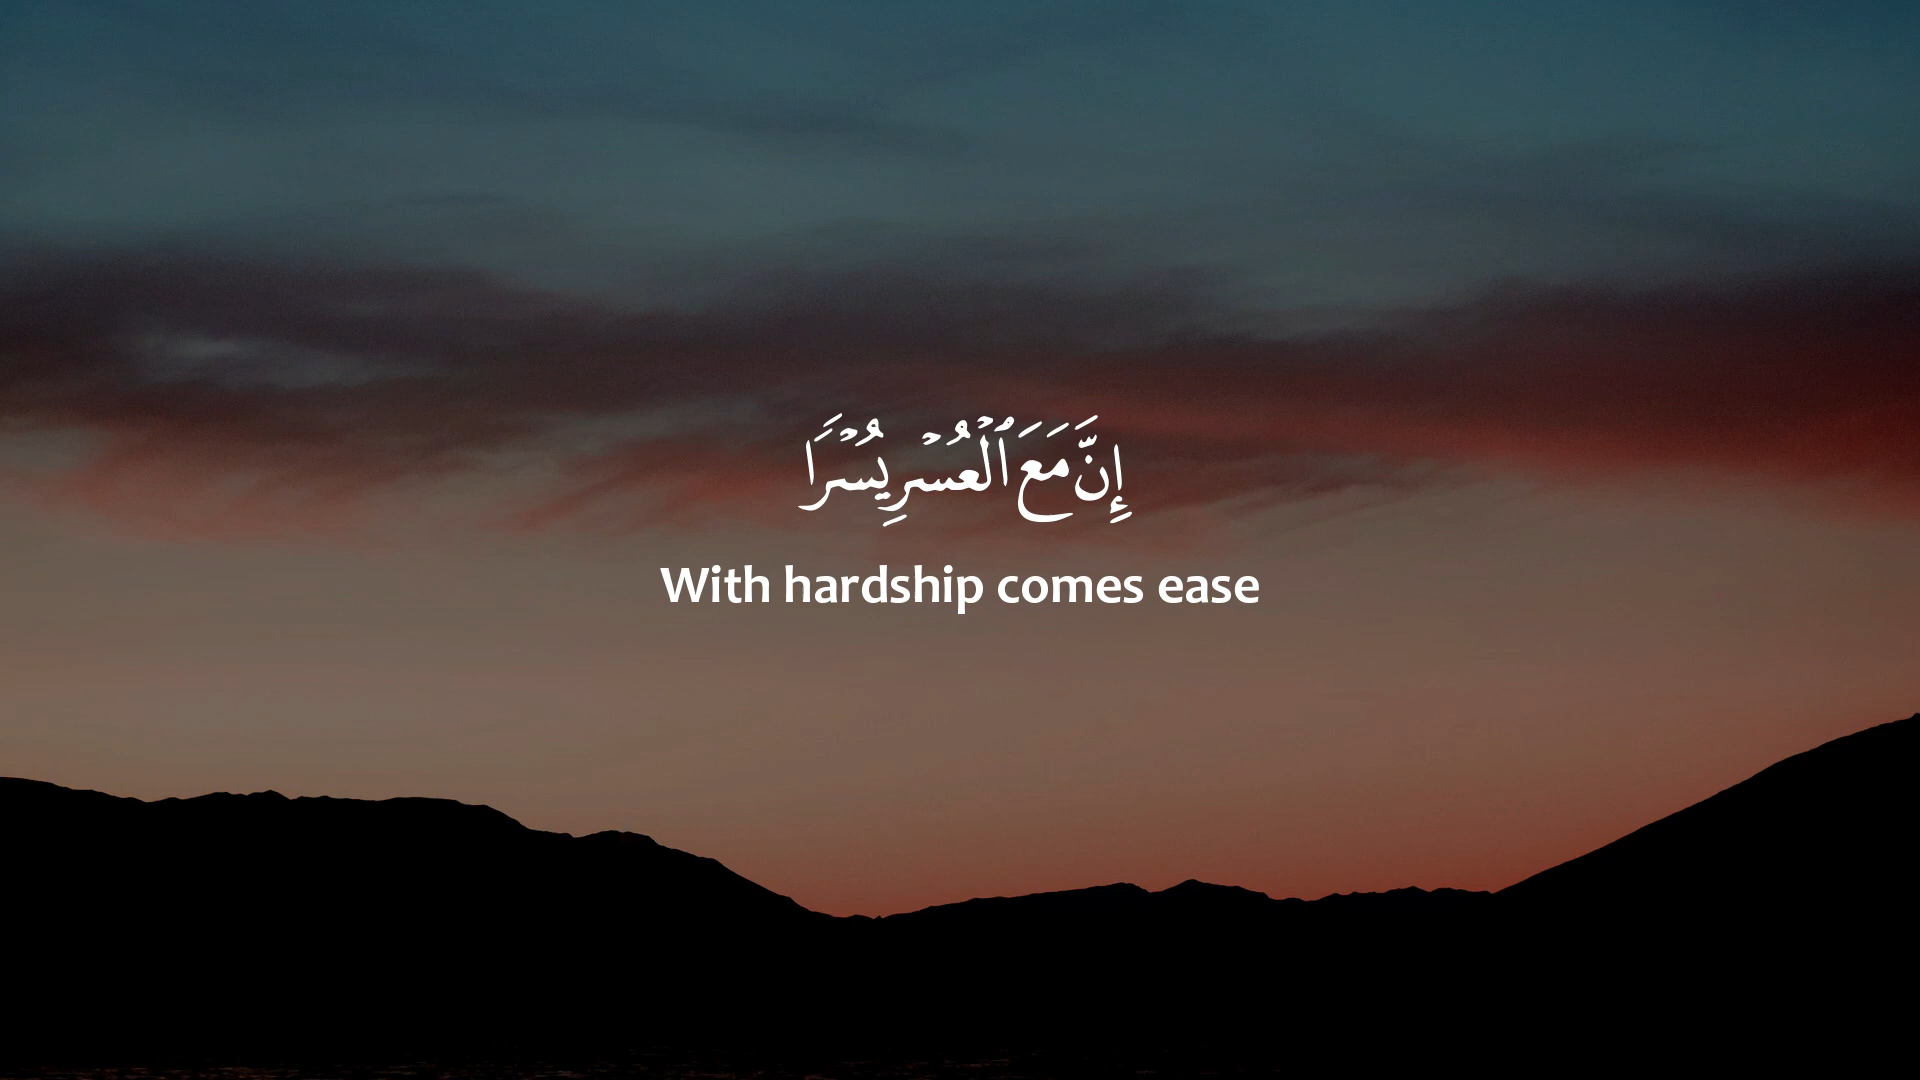 إِنَّ مَعَ ٱلْعُسْرِ يُسْرًا
With hardship comes ease